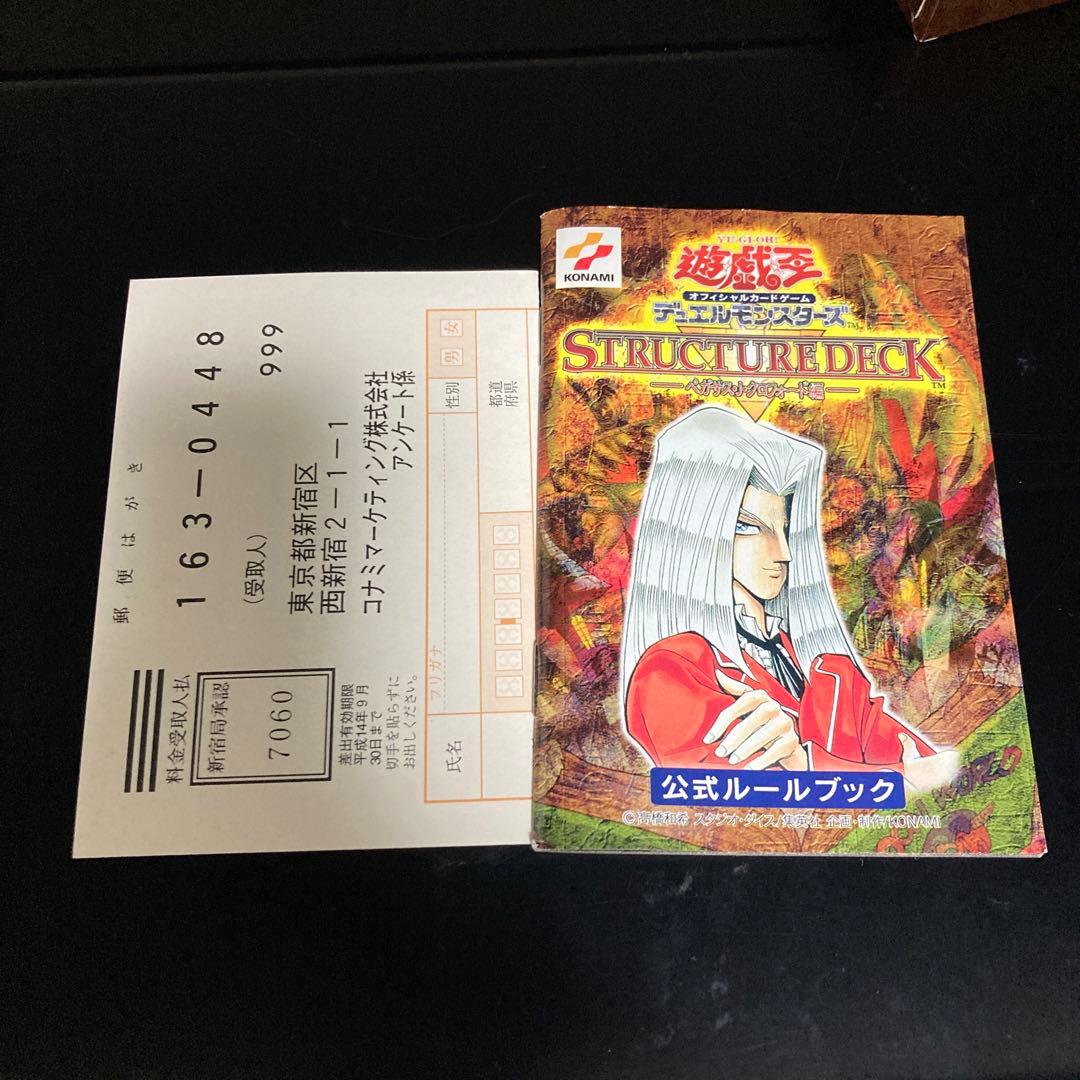 郵便はがき
163-0448
999
(受取人)
東京都新宿区
西新宿2-1-1
コナミマーケティング株式会社
アンケート係
料金受取人払
新宿局承認
7060
差出有効期限
平成14年9月
30日まで
切手を貼らずに
お出しください。
フリガナ
氏名
性別
男
女
都道
府県
KONAMI
YU-GI-OH!
遊戯王
オフィシャルカードゲーム
デュエルモンスターズ™
STRUCTURE DECK™
ペガサス・J・クロフォード編
公式ルールブック
©高橋和希 スタジオ・ダイス/集英社 企画・制作/KONAMI